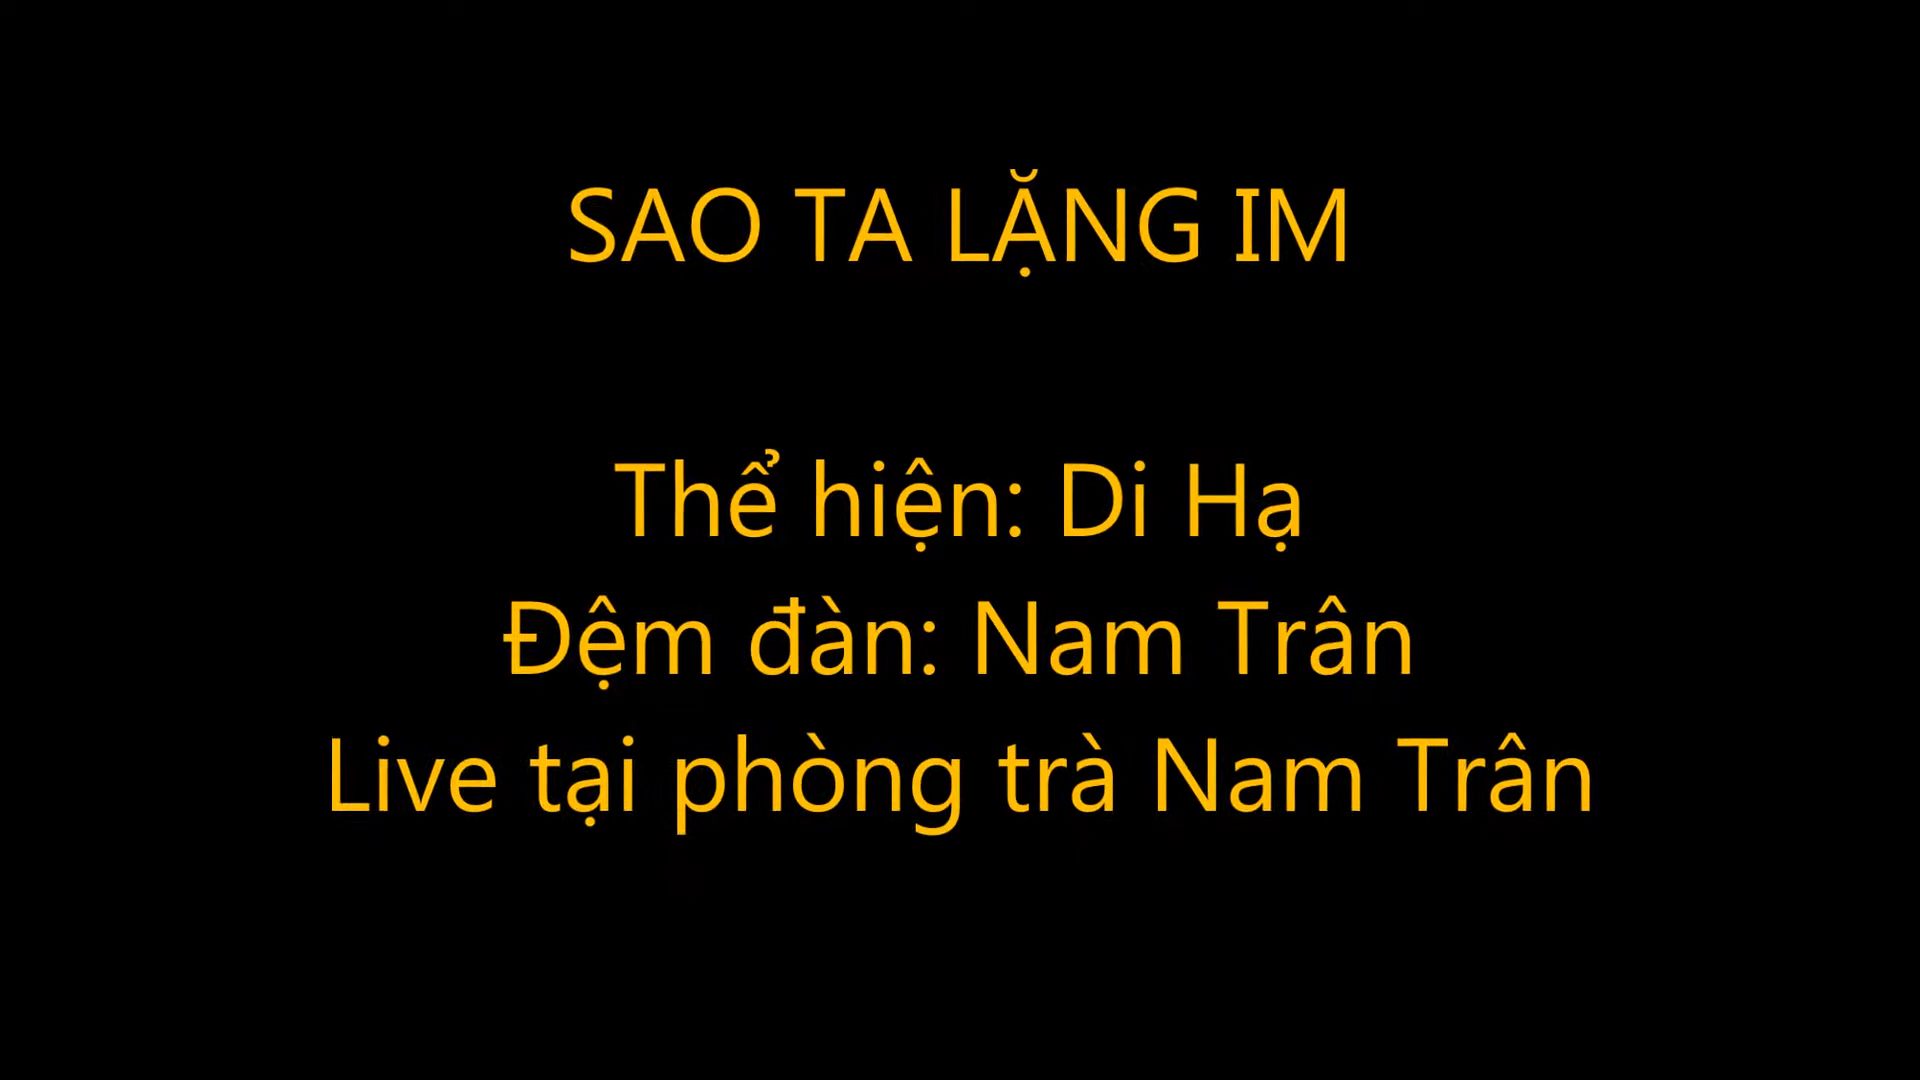 SAO TA LẶNG IM
Thể hiện: Di Hạ
Đệm đàn: Nam Trân
Live tại phòng trà Nam Trân